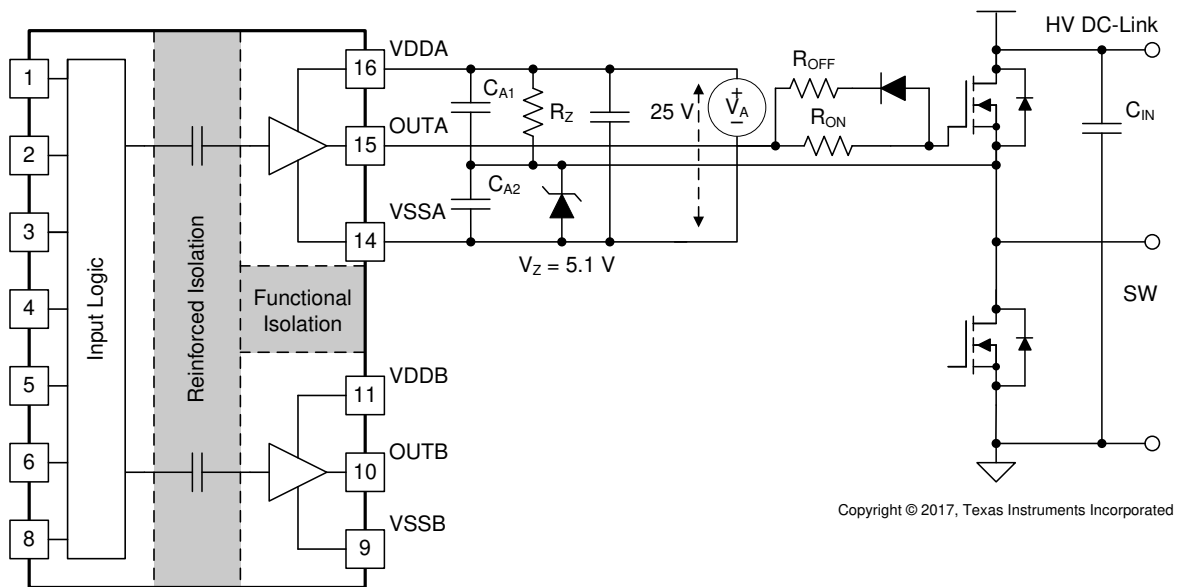 1
2
3
4
5
6
8
Input Logic
Reinforced Isolation
Functional
Isolation
16
15
14
11
10
9
VDDA
OUTA
VSSA
VDDB
OUTB
VSSB
CA1
RZ
CA2
VZ = 5.1 V
25 V
+
VA
ROFF
RON
HV DC-Link
CIN
SW
Copyright © 2017, Texas Instruments Incorporated